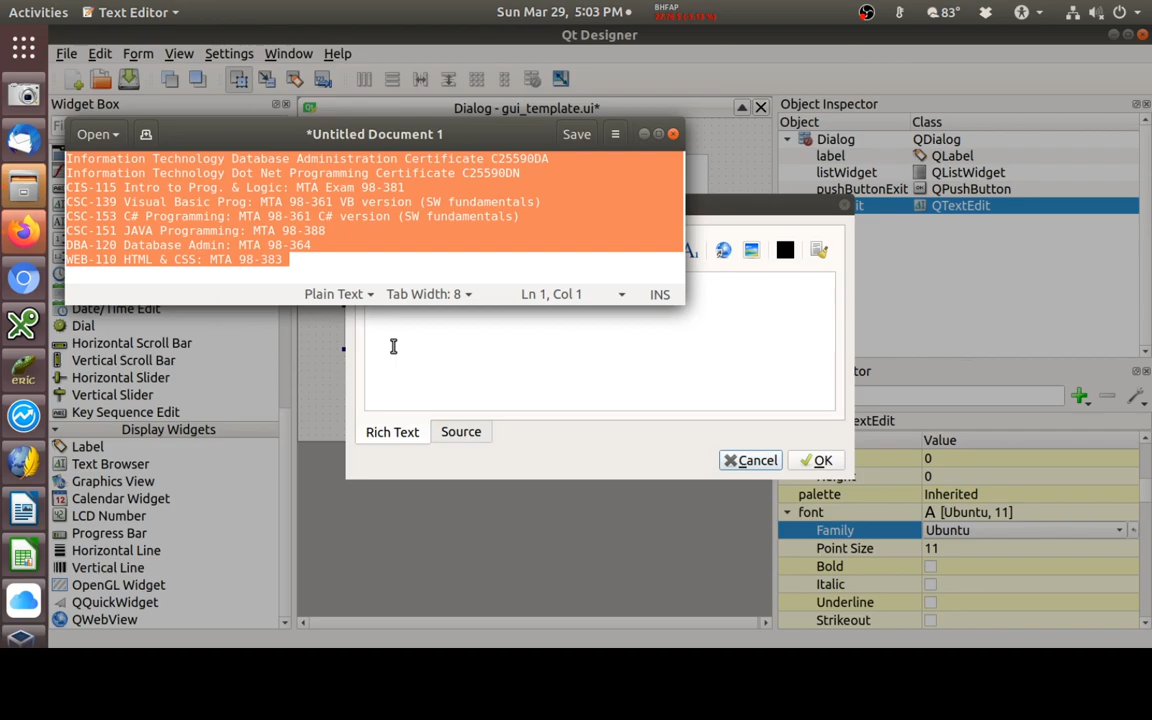 Activities
Text Editor
Sun Mar 29, 5:03 PM
BHFAP
83°
Qt Designer
File Edit Form View Settings Window Help
Widget Box
Dialog - gui_template.ui*
Object Inspector
Object Class
Dialog QDialog
label QLabel
listWidget QListWidget
pushButtonExit QPushButton
it QTextEdit
Open
*Untitled Document 1
Save
Information Technology Database Administration Certificate C25590DA
Information Technology Dot Net Programming Certificate C25590DN
CIS-115 Intro to Prog. & Logic: MTA Exam 98-381
CSC-139 Visual Basic Prog: MTA 98-361 VB version (SW fundamentals)
CSC-153 C# Programming: MTA 98-361 C# version (SW fundamentals)
CSC-151 JAVA Programming: MTA 98-388
DBA-120 Database Admin: MTA 98-364
WEB-110 HTML & CSS: MTA 98-383
Plain Text Tab Width: 8 Ln 1, Col 1 INS
Date/Time Edit
Dial
Horizontal Scroll Bar
Vertical Scroll Bar
Horizontal Slider
Vertical Slider
Key Sequence Edit
Display Widgets
Label
Text Browser
Graphics View
Calendar Widget
LCD Number
Progress Bar
Horizontal Line
Vertical Line
OpenGL Widget
QQuickWidget
QWebView
eric
Rich Text Source
Cancel OK
tor
extEdit
Value
0
Height 0
palette Inherited
font A [Ubuntu, 11]
Family Ubuntu
Point Size 11
Bold
Italic
Underline
Strikeout